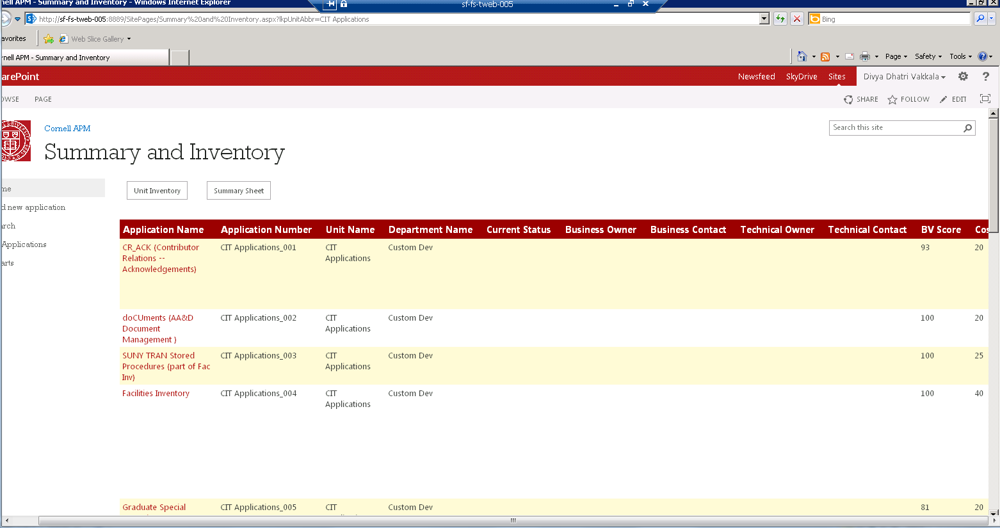 nell APM - Summary and Inventory - Windows Internet Explorer
sf-fs-tweb-005
http://sf-fs-tweb-005:8889/SitePages/Summary%20and%20Inventory.aspx?lkpUnitAbbr=CIT Applications
Bing
avorites
Web Slice Gallery
rnell APM - Summary and Inventory
Page Safety Tools
arePoint
Newsfeed SkyDrive Sites Divya Dhatri Vakkala ?
OWSE PAGE SHARE FOLLOW EDIT
Cornell APM
Search this site
Summary and Inventory
me
d new application
arch
Applications
arts
Unit Inventory Summary Sheet
Application Name Application Number Unit Name Department Name Current Status Business Owner Business Contact Technical Owner Technical Contact BV Score Cos
CR_ACK (Contributor CIT Applications_001 CIT Custom Dev 93 20
Relations -- Applications
Acknowledgements)
doCUments (AA&D CIT Applications_002 CIT Custom Dev 100 20
Document Applications
Management )
SUNY TRAN Stored CIT Applications_003 CIT Custom Dev 100 25
Procedures (part of Fac Applications
Inv)
Facilities Inventory CIT Applications_004 CIT Custom Dev 100 40
Applications
Graduate Special CIT Applications_005 CIT Custom Dev 81 20